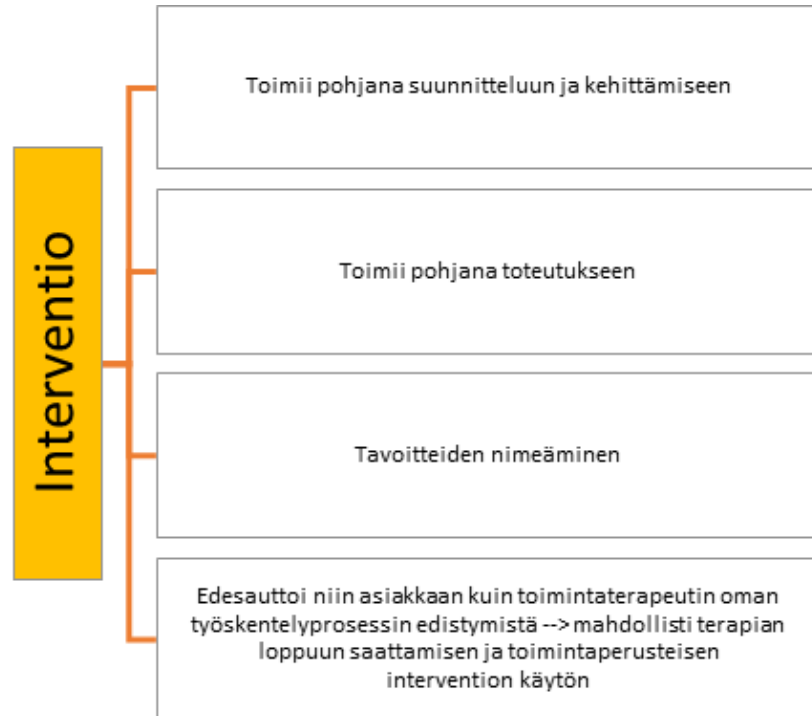 Interventio
Toimii pohjana suunnitteluun ja kehittämiseen
Toimii pohjana toteutukseen
Tavoitteiden nimeäminen
Edesauttoi niin asiakkaan kuin toimintaterapeutin oman
työskentelyprosessin edistymistä --> mahdollisti terapian
loppuun saattamisen ja toimintaperusteisen
intervention käytön